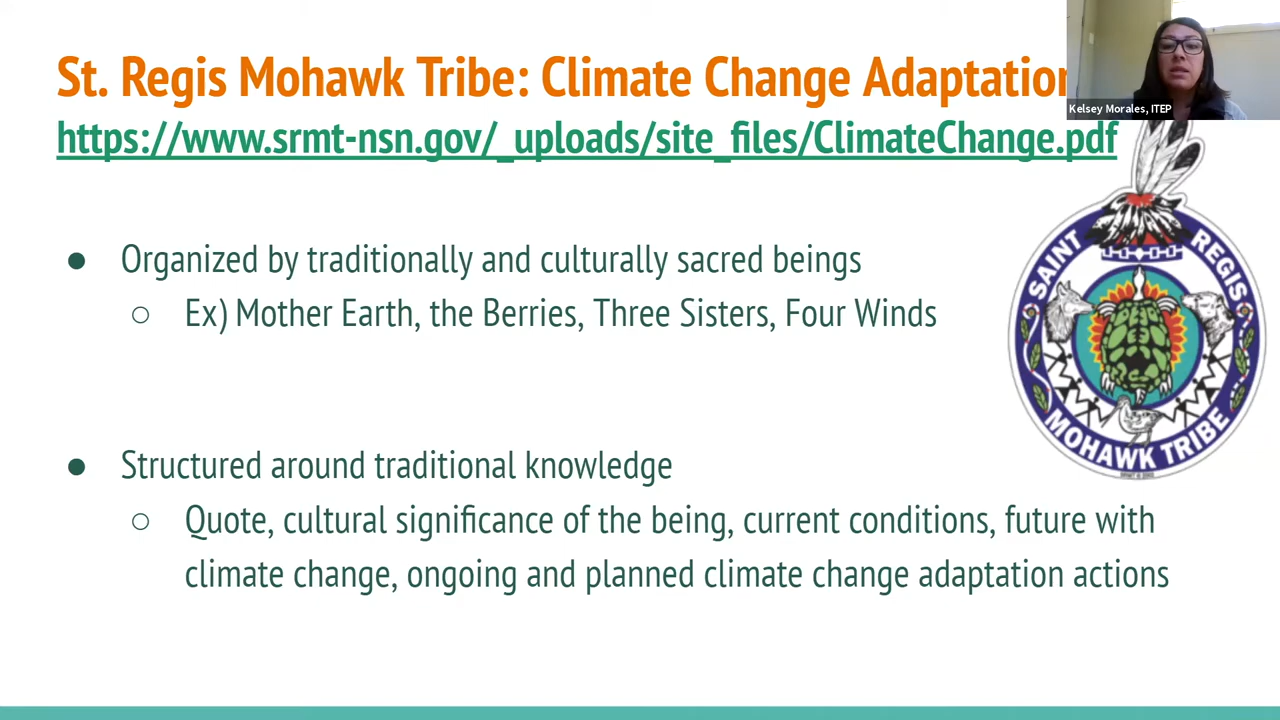 St. Regis Mohawk Tribe: Climate Change Adaptation
Kelsey Morales, ITEP
https://www.srmt-nsn.gov/_uploads/site_files/ClimateChange.pdf
● Organized by traditionally and culturally sacred beings
○ Ex) Mother Earth, the Berries, Three Sisters, Four Winds
SAINT REGIS
MOHAWK TRIBE
● Structured around traditional knowledge
○ Quote, cultural significance of the being, current conditions, future with
climate change, ongoing and planned climate change adaptation actions